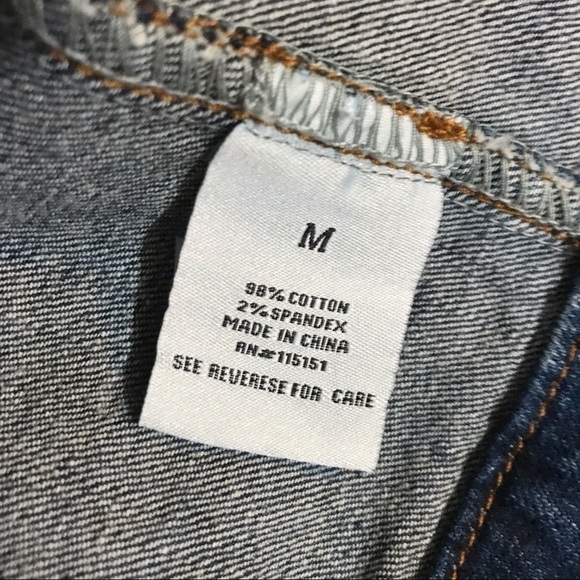 M
98% COTTON
2% SPANDEX
MADE IN CHINA
RN#115151
SEE REVERESE FOR CARE